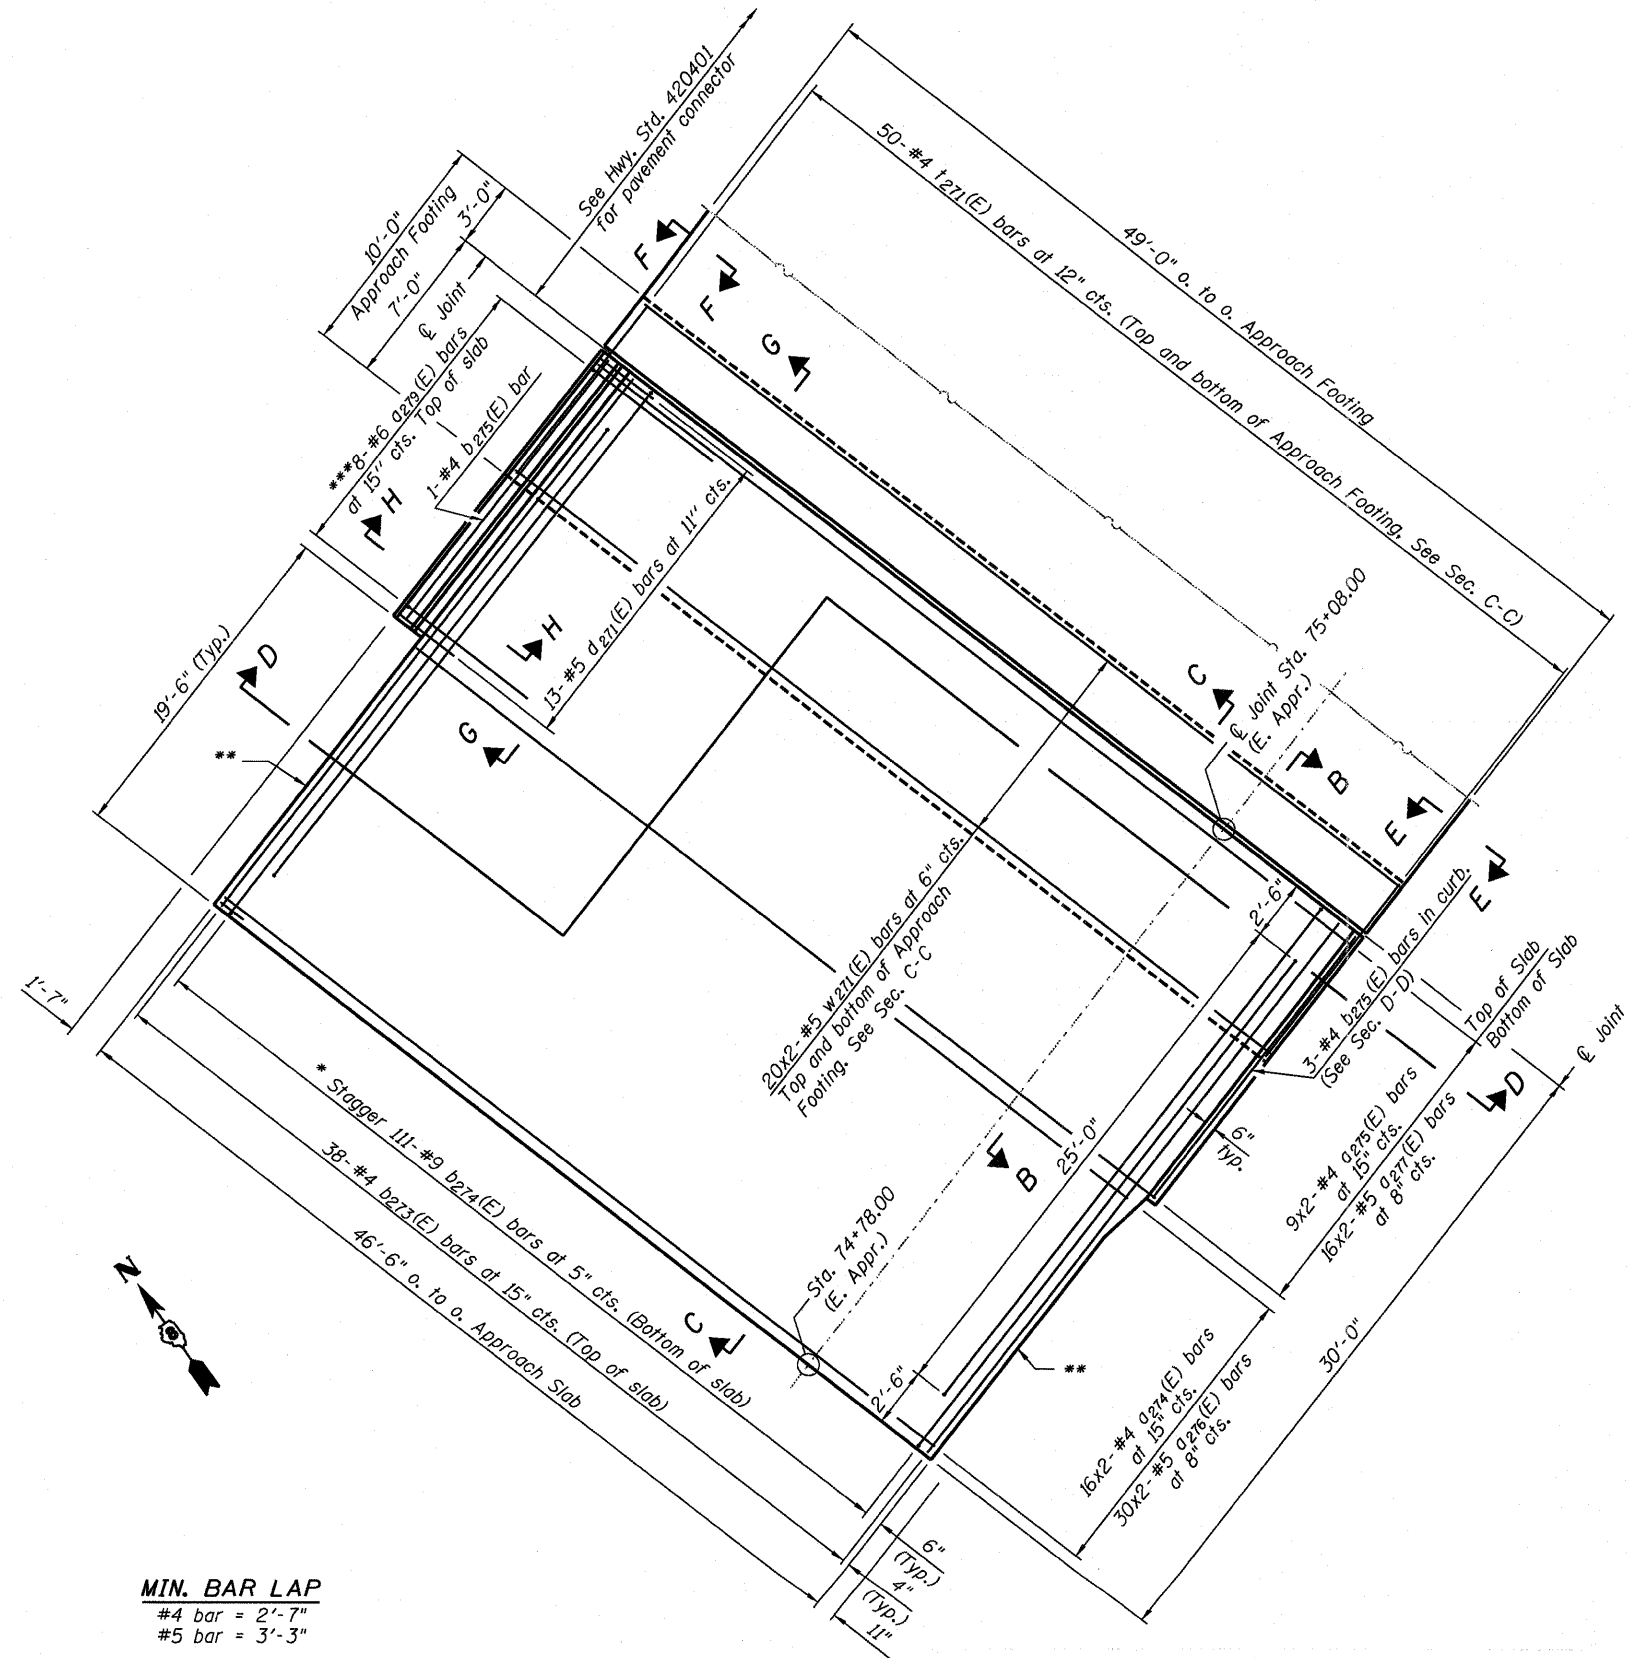 See Hwy. Std. 420401
for pavement connector
10'-0"
Approach Footing
3'-0"
7'-0"
℄ Joint
***8-#6 a279(E) bars
at 15" cts. Top of slab
1-#4 b275(E) bar
50-#4 t271(E) bars at 12" cts. (Top and bottom of Approach Footing. See Sec. C-C)
49'-0" o. to o. Approach Footing
F
F
G
H
H
13-#5 d271(E) bars at 11" cts.
19'-6" (Typ.)
D
G
**
C
℄ Joint Sta. 75+08.00
(E. Appr.)
B
E
E
2'-6"
20x2-#5 w271(E) bars at 6" cts.
Top and bottom of Approach
Footing. See Sec. C-C
3-#4 b275(E) bars in curb.
(See Sec. D-D)
Top of Slab
Bottom of Slab
℄ Joint
D
1'-7"
6"
typ.
9x2-#4 a275(E) bars
at 15" cts.
16x2-#5 a277(E) bars
at 8" cts.
25'-0"
B
* Stagger 111-#9 b274(E) bars at 5" cts. (Bottom of slab)
38-#4 b273(E) bars at 15" cts. (Top of slab)
46'-6" o. to o. Approach Slab
Sta. 74+78.00
(E. Appr.)
C
2'-6"
**
16x2-#4 a274(E) bars
at 15" cts.
30x2-#5 a276(E) bars
at 8" cts.
30'-0"
N
6"
(Typ.)
4"
(Typ.)
11"
MIN. BAR LAP
#4 bar = 2'-7"
#5 bar = 3'-3"